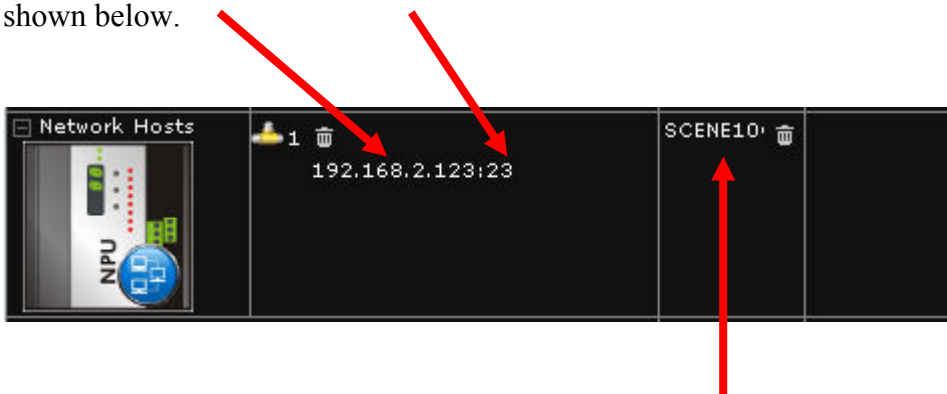 shown below.
Network Hosts
NPU
1
192.168.2.123:23
SCENE10